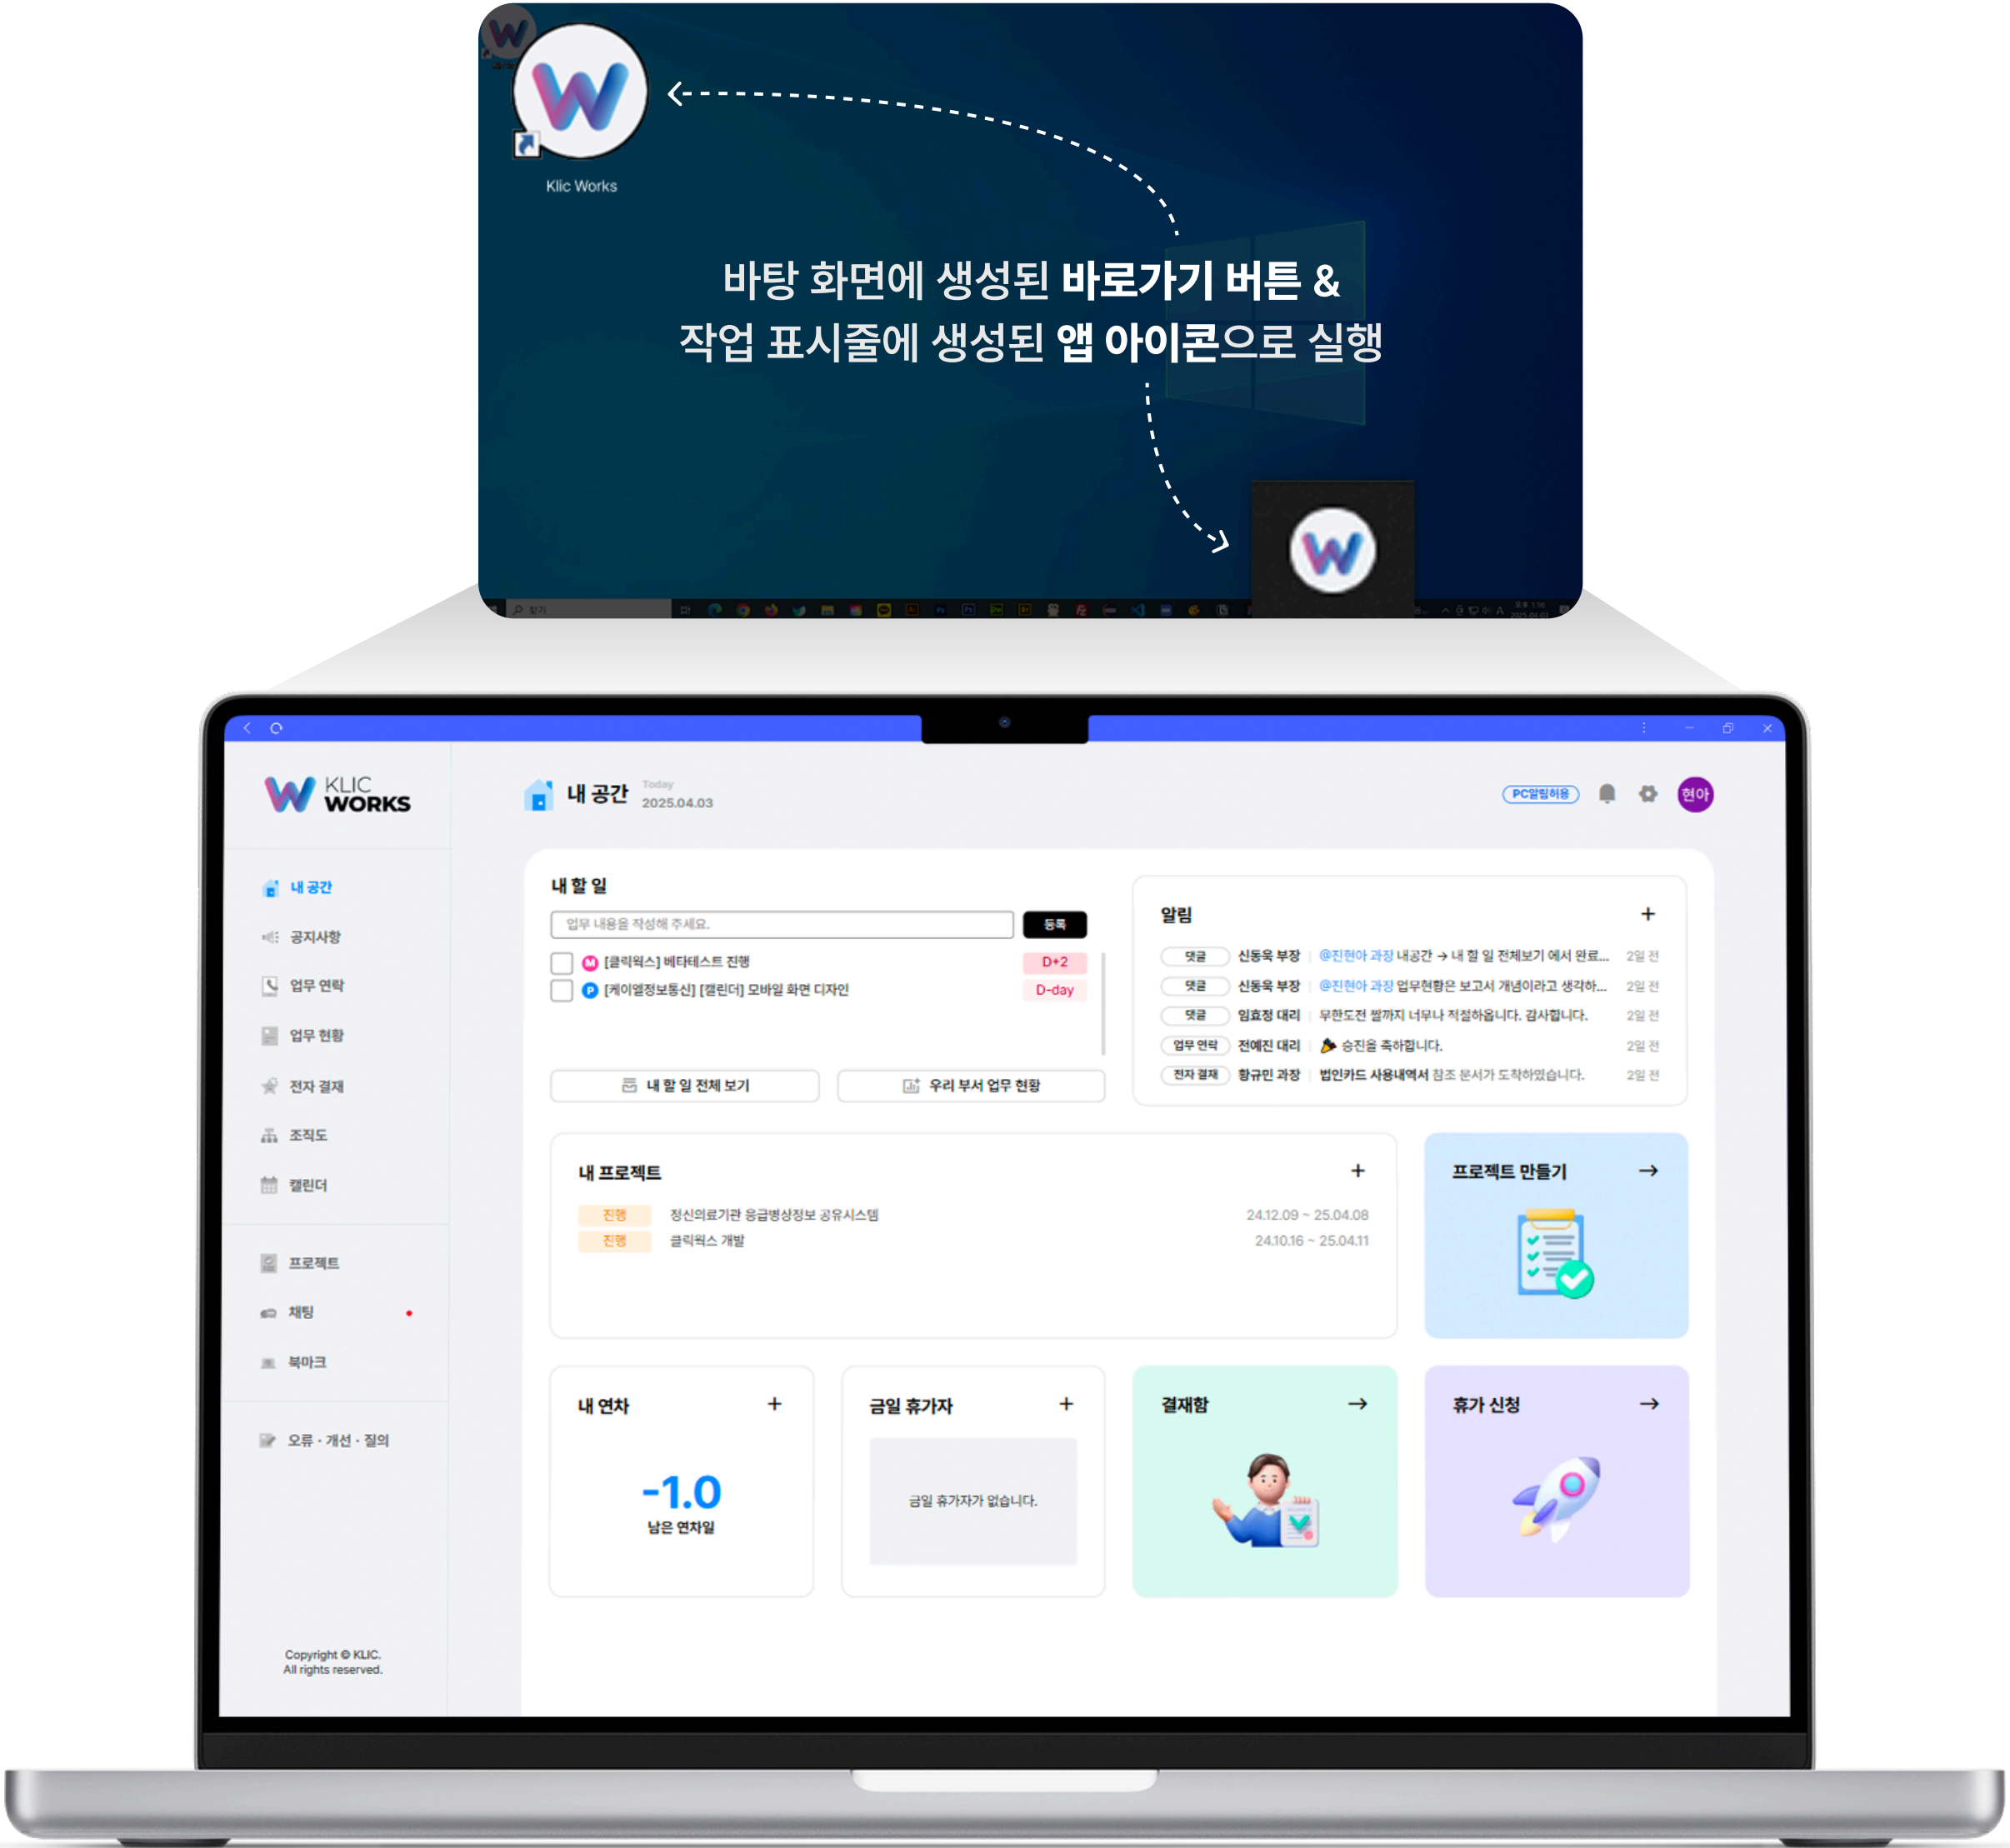 Klic Works
바탕 화면에 생성된 바로가기 버튼 &
작업 표시줄에 생성된 앱 아이콘으로 실행
찾기
오후 1:16
2025-04-03
KLIC
WORKS
내 공간
Today
2025.04.03
PC알림허용
현아
내 공간
공지사항
업무 연락
업무 현황
전자 결재
조직도
캘린더
프로젝트
채팅
북마크
오류 · 개선 · 질의
Copyright © KLIC.
All rights reserved.
내 할 일
업무 내용을 작성해 주세요.
등록
M [클릭웍스] 베타테스트 진행
D+2
P [케이엘정보통신] [캘린더] 모바일 화면 디자인
D-day
내 할 일 전체 보기
우리 부서 업무 현황
알림
댓글 신동욱 부장 @진현아 과장 내공간 → 내 할 일 전체보기 에서 완료... 2일 전
댓글 신동욱 부장 @진현아 과장 업무현황은 보고서 개념이라고 생각하... 2일 전
댓글 임효정 대리 무한도전 짤까지 너무나 적절하옵니다. 감사합니다. 2일 전
업무 연락 전예진 대리 🎉 승진을 축하합니다. 2일 전
전자 결재 황규민 과장 법인카드 사용내역서 참조 문서가 도착하였습니다. 2일 전
내 프로젝트
진행 정신의료기관 응급병상정보 공유시스템 24.12.09 ~ 25.04.08
진행 클릭웍스 개발 24.10.16 ~ 25.04.11
프로젝트 만들기
내 연차
-1.0
남은 연차일
금일 휴가자
금일 휴가자가 없습니다.
결재함
휴가 신청